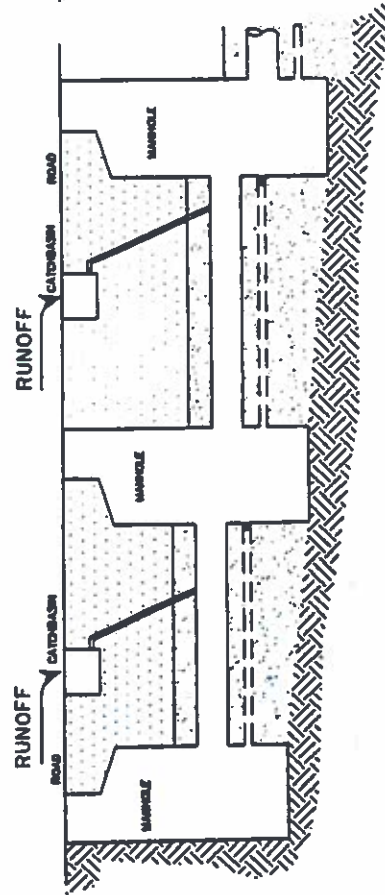 RUNOFF
ROAD
CATCHBASIN
MANHOLE
MANHOLE
RUNOFF
CATCHBASIN
ROAD
MANHOLE